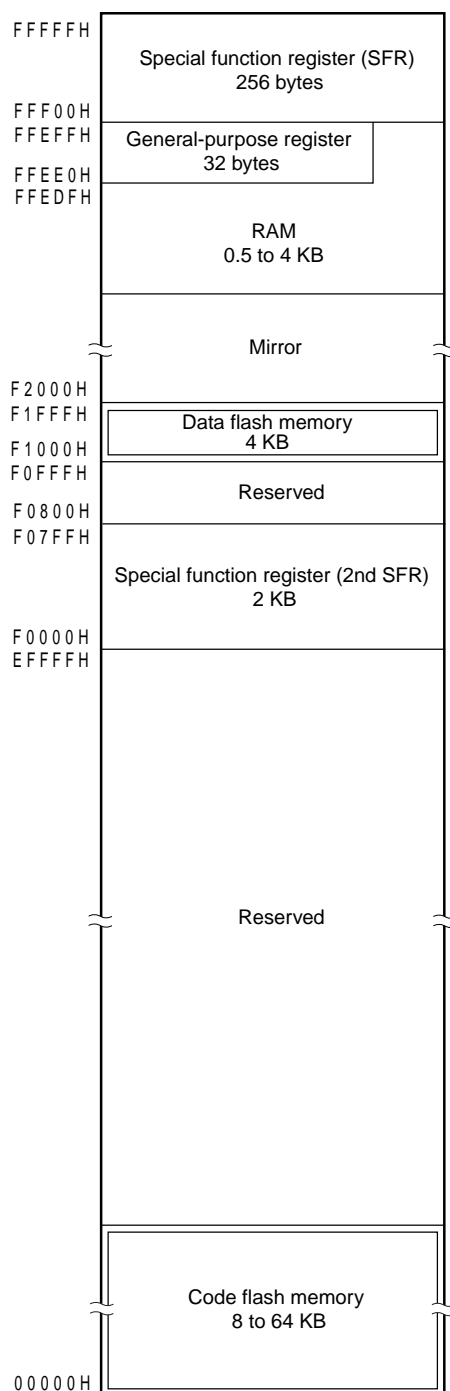 FFFFFH
Special function register (SFR)
256 bytes
FFF00H
FFEFFH
General-purpose register
32 bytes
FFEE0H
FFEDFH
RAM
0.5 to 4 KB
Mirror
F2000H
F1FFFH
Data flash memory
4 KB
F1000H
F0FFFH
Reserved
F0800H
F07FFH
Special function register (2nd SFR)
2 KB
F0000H
EFFFFH
Reserved
Code flash memory
8 to 64 KB
00000H